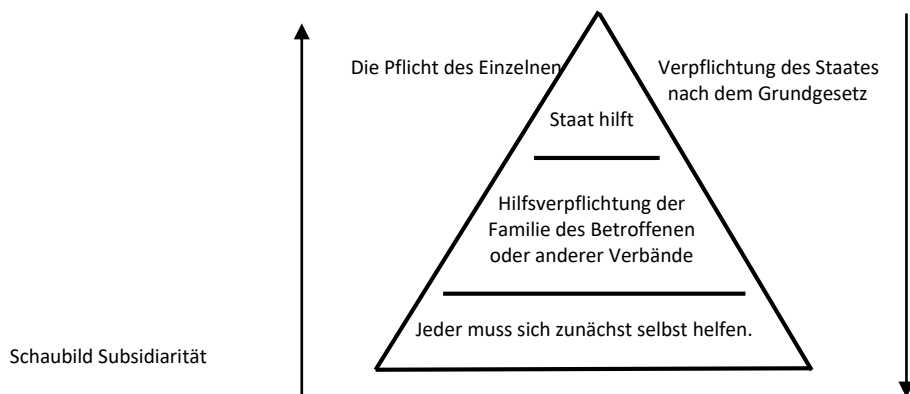 Die Pflicht des Einzelnen
Verpflichtung des Staates
nach dem Grundgesetz
Staat hilft
Hilfsverpflichtung der
Familie des Betroffenen
oder anderer Verbände
Jeder muss sich zunächst selbst helfen.
Schaubild Subsidiarität